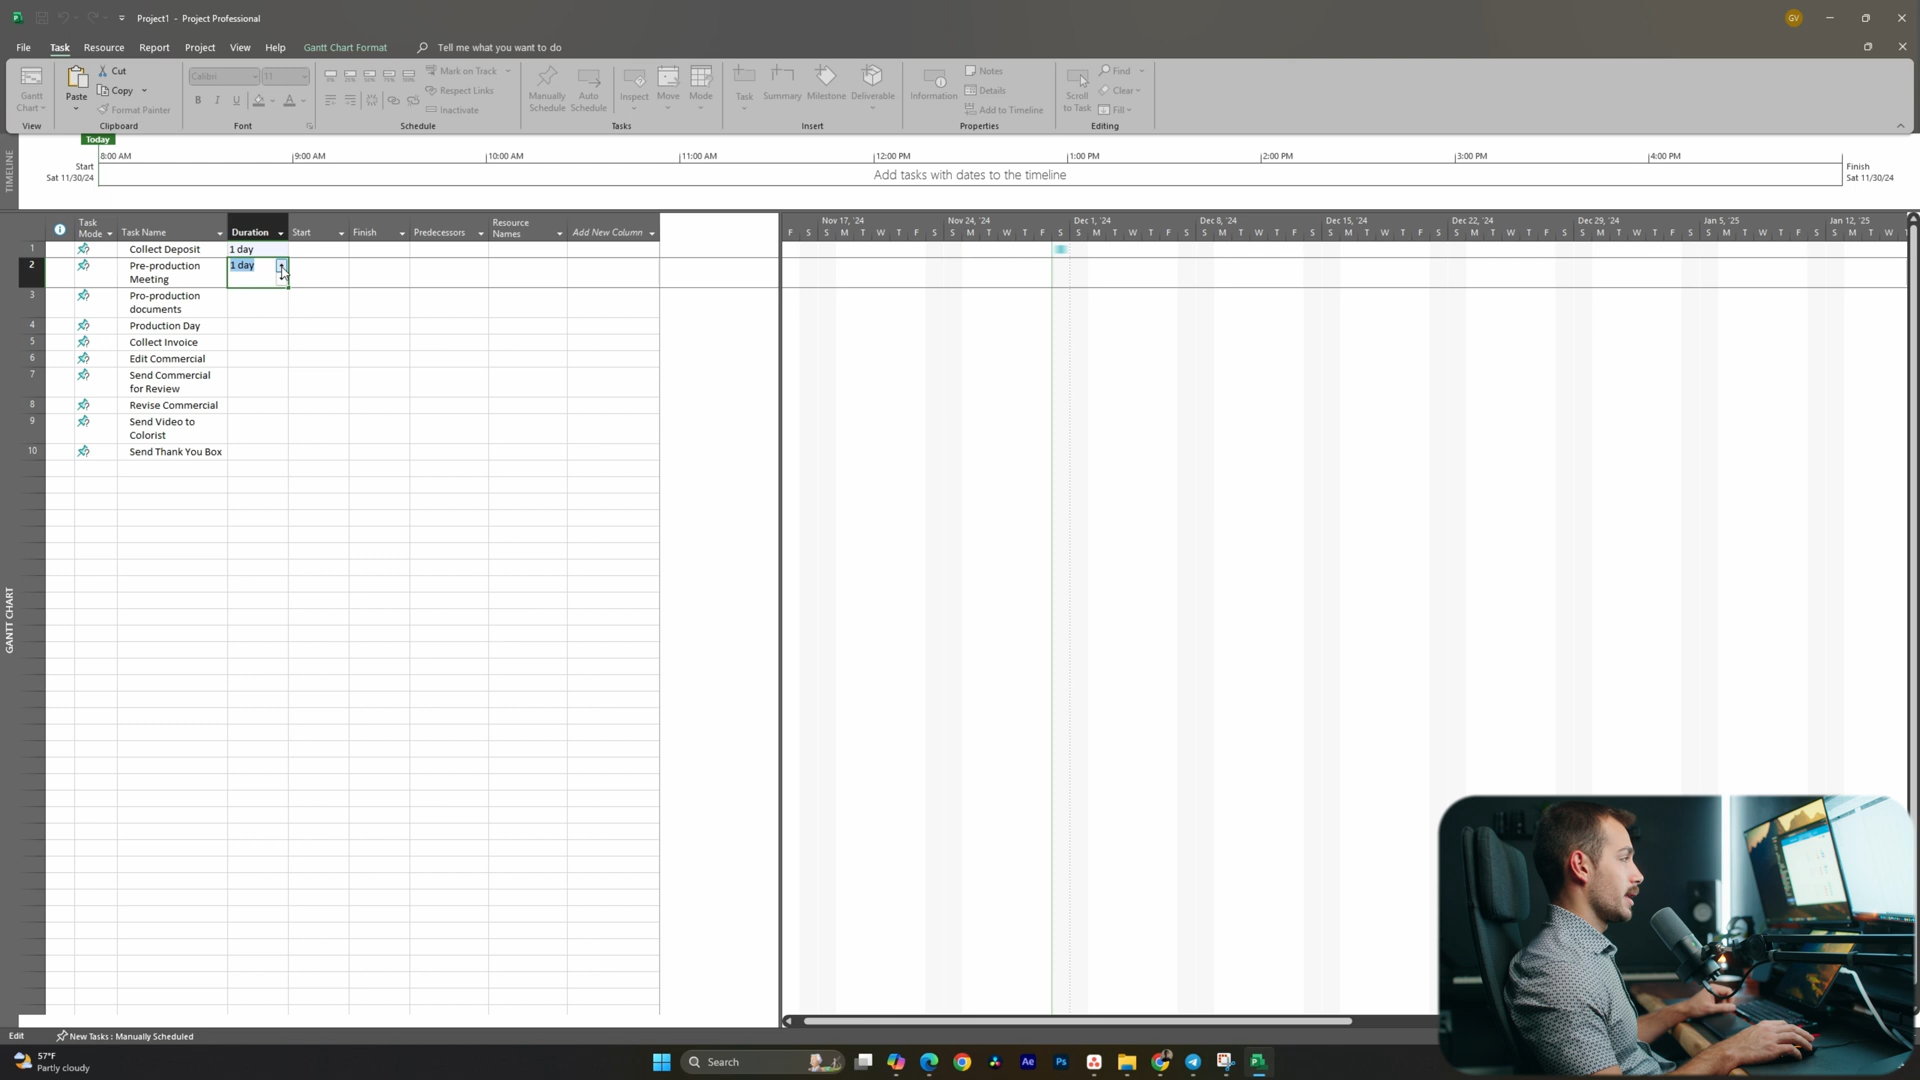 Project1 - Project Professional
GV
File Task Resource Report Project View Help Gantt Chart Format Tell me what you want to do
Gantt Chart
View
Paste
Cut
Copy
Format Painter
Clipboard
Calibri 11
B I U A
Font
Mark on Track
Respect Links
Inactivate
Schedule
Manually Schedule
Auto Schedule
Inspect
Move
Mode
Tasks
Task
Summary
Milestone
Deliverable
Insert
Information
Notes
Details
Add to Timeline
Properties
Scroll to Task
Find
Clear
Fill
Editing
TIMELINE
Today
8:00 AM 9:00 AM 10:00 AM 11:00 AM 12:00 PM 1:00 PM 2:00 PM 3:00 PM 4:00 PM
Start
Sat 11/30/24
Add tasks with dates to the timeline
Finish
Sat 11/30/24
Task Mode
Task Name
Duration
Start
Finish
Predecessors
Resource Names
Add New Column
Nov 17, '24 Nov 24, '24 Dec 1, '24 Dec 8, '24 Dec 15, '24 Dec 22, '24 Dec 29, '24 Jan 5, '25 Jan 12, '25
F S S M T W T F S S M T W T F S S M T W T F S S M T W T F S S M T W T F S S M T W T F S S M T W T F S S M T W T F S S M T W
1 Collect Deposit 1 day
2 Pre-production 1 day
Meeting
3 Pro-production
documents
4 Production Day
5 Collect Invoice
6 Edit Commercial
7 Send Commercial
for Review
8 Revise Commercial
9 Send Video to
Colorist
10 Send Thank You Box
GANTT CHART
Edit New Tasks : Manually Scheduled
57°F
Partly cloudy
Search
Ae
Ps